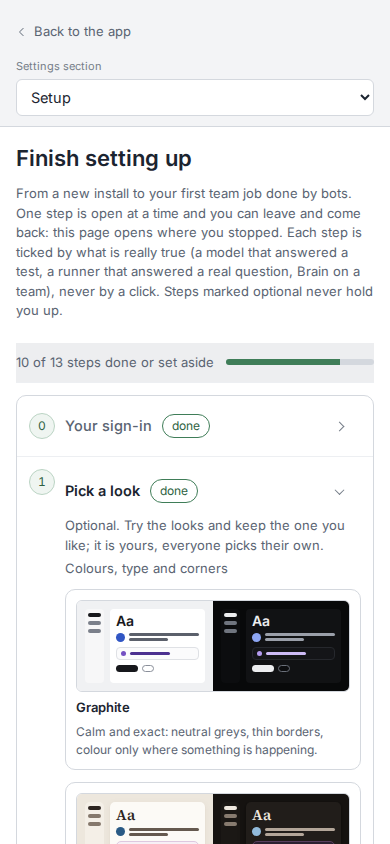 Back to the app
Settings section
Setup
Finish setting up
From a new install to your first team job done by bots.
One step is open at a time and you can leave and come
back: this page opens where you stopped. Each step is
ticked by what is really true (a model that answered a
test, a runner that answered a real question, Brain on a
team), never by a click. Steps marked optional never hold
you up.
10 of 13 steps done or set aside
0 Your sign-in done
1 Pick a look done
Optional. Try the looks and keep the one you
like; it is yours, everyone picks their own.
Colours, type and corners
Aa Aa
Graphite
Calm and exact: neutral greys, thin borders,
colour only where something is happening.
Aa Aa